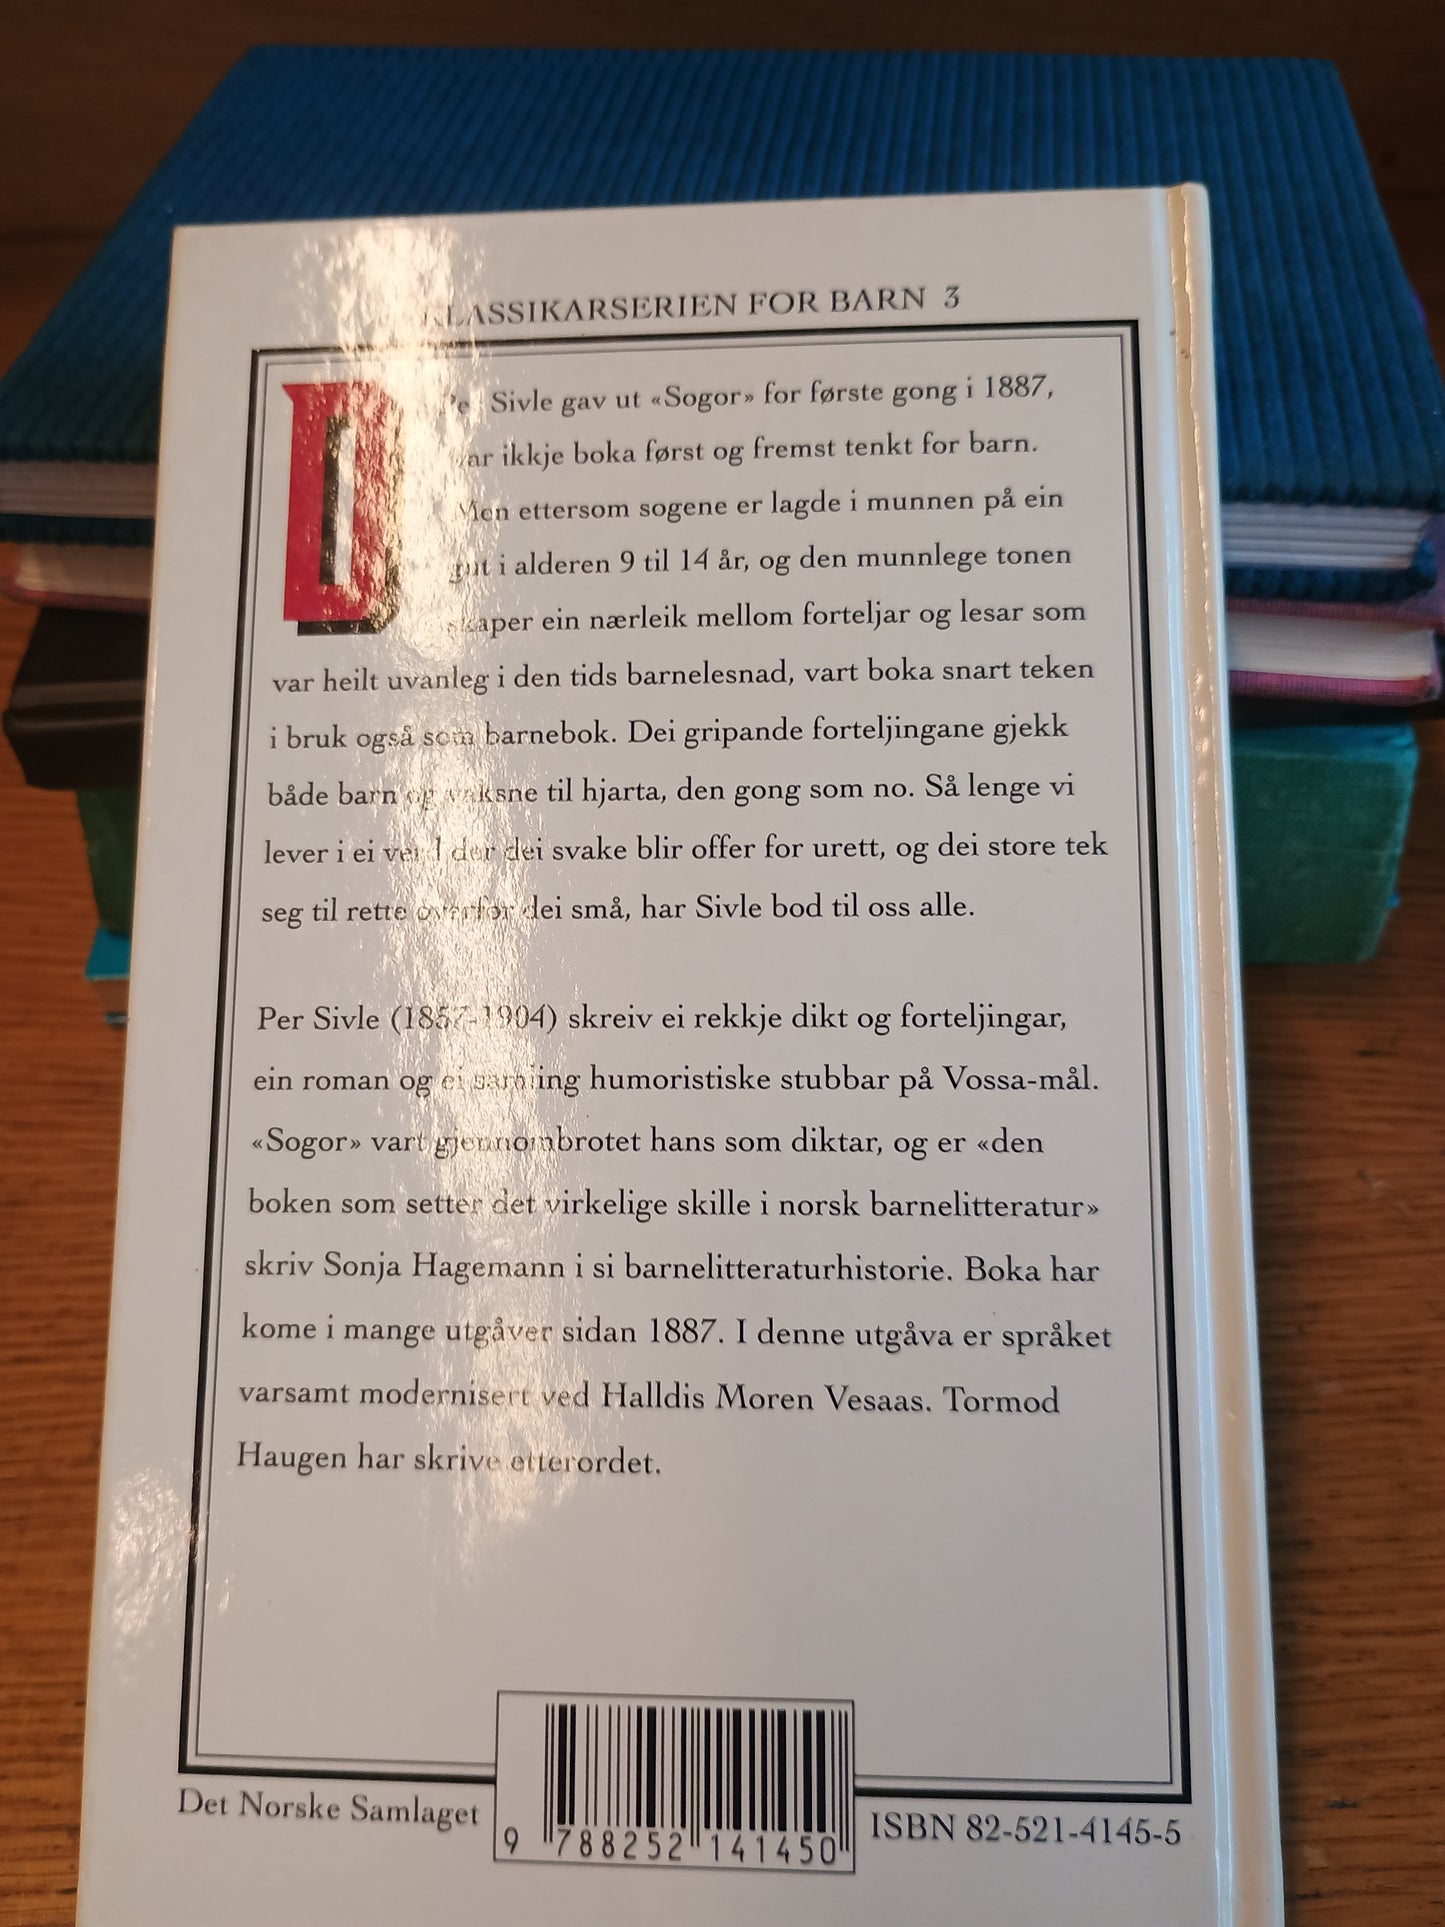 KLASSIKARSERIEN FOR BARN 3
D Sivle gav ut «Sogor» for første gong i 1887,
var ikkje boka først og fremst tenkt for barn.
Men ettersom sogene er lagde i munnen på ein
gut i alderen 9 til 14 år, og den munnlege tonen
skaper ein nærleik mellom forteljar og lesar som
var heilt uvanleg i den tids barnelesnad, vart boka snart teken
i bruk også som barnebok. Dei gripande forteljingane gjekk
både barn og vaksne til hjarta, den gong som no. Så lenge vi
lever i ei verd der dei svake blir offer for urett, og dei store tek
seg til rette overfor dei små, har Sivle bod til oss alle.
Per Sivle (1857-1904) skreiv ei rekkje dikt og forteljingar,
ein roman og ei samling humoristiske stubbar på Vossa-mål.
«Sogor» vart gjennombrotet hans som diktar, og er «den
boken som setter det virkelige skille i norsk barnelitteratur»
skriv Sonja Hagemann i si barnelitteraturhistorie. Boka har
kome i mange utgåver sidan 1887. I denne utgåva er språket
varsamt modernisert ved Halldis Moren Vesaas. Tormod
Haugen har skrive etterordet.
Det Norske Samlaget
9 788252 141450
ISBN 82-521-4145-5